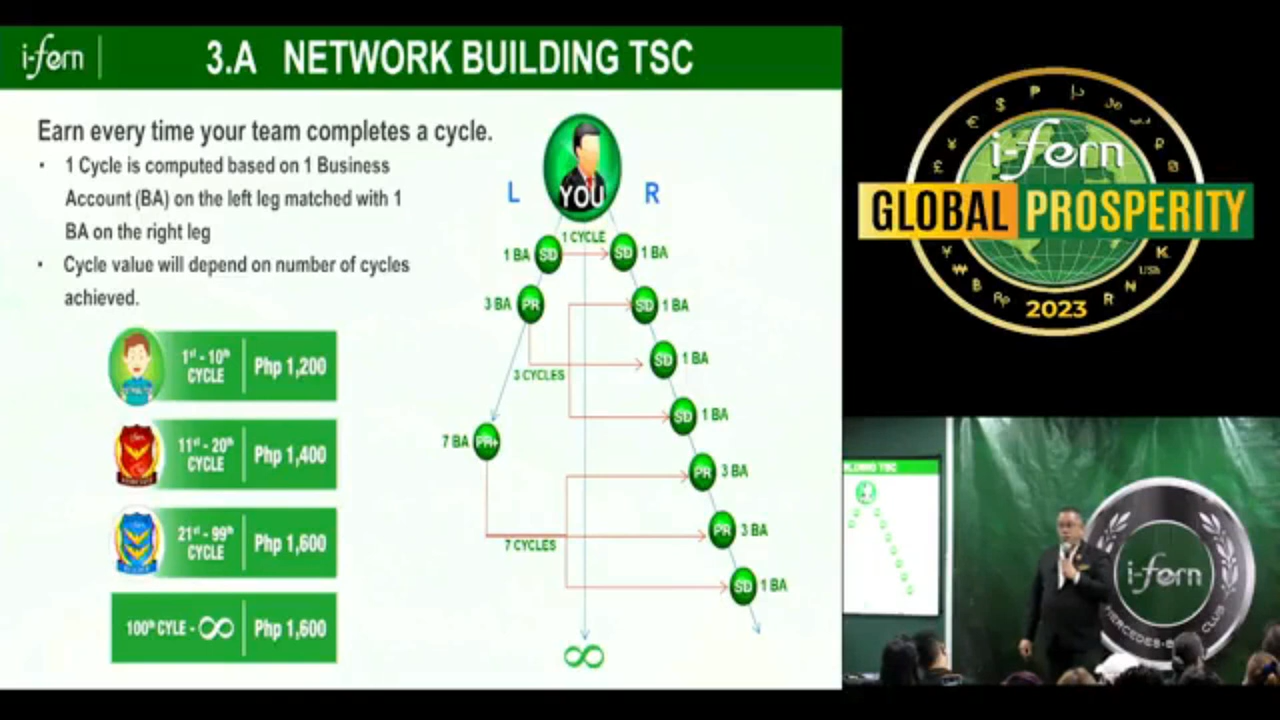 i-fern
3.A NETWORK BUILDING TSC
Earn every time your team completes a cycle.
• 1 Cycle is computed based on 1 Business
Account (BA) on the left leg matched with 1
BA on the right leg
• Cycle value will depend on number of cycles
achieved.
1st - 10th
CYCLE
Php 1,200
11st - 20th
CYCLE
Php 1,400
21st - 99th
CYCLE
Php 1,600
100th CYLE - ∞
Php 1,600
YOU
L
R
1 CYCLE
1 BA
SD
SD
1 BA
3 BA
PR
SD
1 BA
SD
1 BA
3 CYCLES
SD
1 BA
7 BA
PR+
PR
3 BA
PR
3 BA
7 CYCLES
SD
1 BA
∞
i-fern
GLOBAL PROSPERITY
2023
i-fern
CLUB